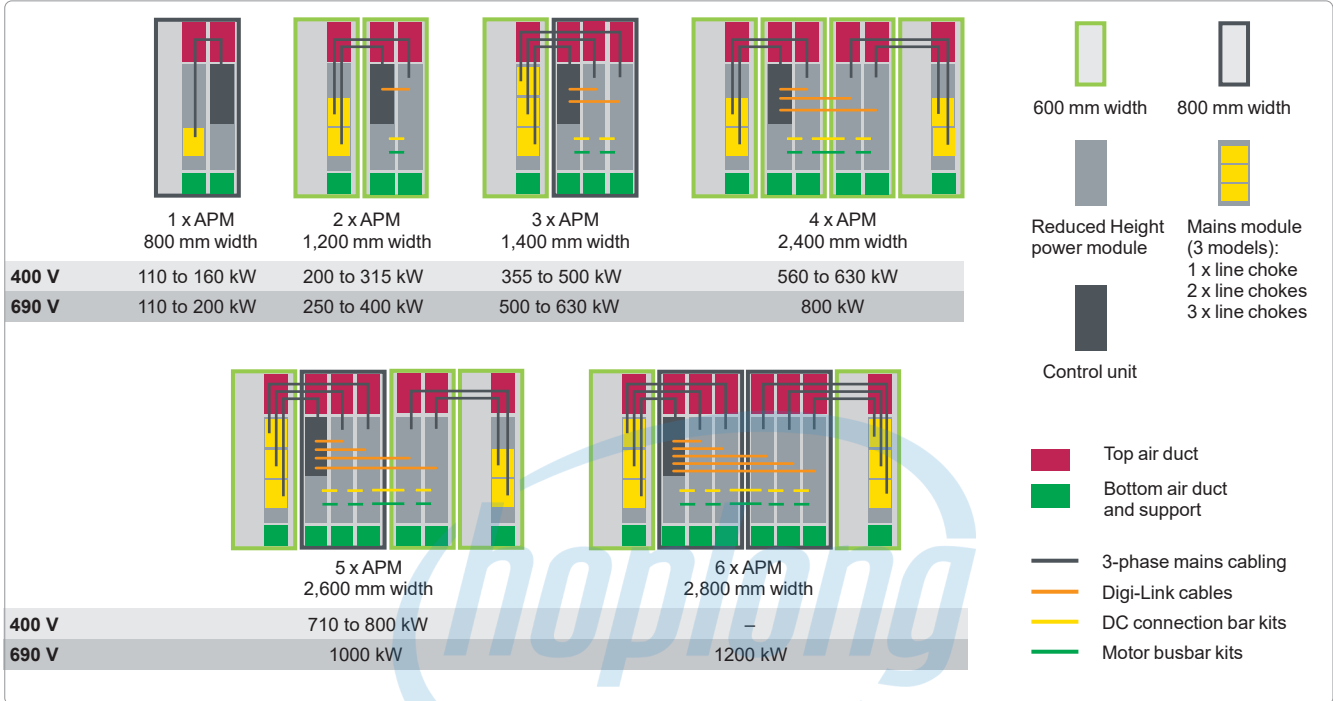 1 x APM
800 mm width
2 x APM
1,200 mm width
3 x APM
1,400 mm width
4 x APM
2,400 mm width
400 V 110 to 160 kW 200 to 315 kW 355 to 500 kW 560 to 630 kW
690 V 110 to 200 kW 250 to 400 kW 500 to 630 kW 800 kW
5 x APM
2,600 mm width
6 x APM
2,800 mm width
400 V 710 to 800 kW –
690 V 1000 kW 1200 kW
hoplong
600 mm width
800 mm width
Reduced Height
power module
Mains module
(3 models):
1 x line choke
2 x line chokes
3 x line chokes
Control unit
Top air duct
Bottom air duct
and support
3-phase mains cabling
Digi-Link cables
DC connection bar kits
Motor busbar kits